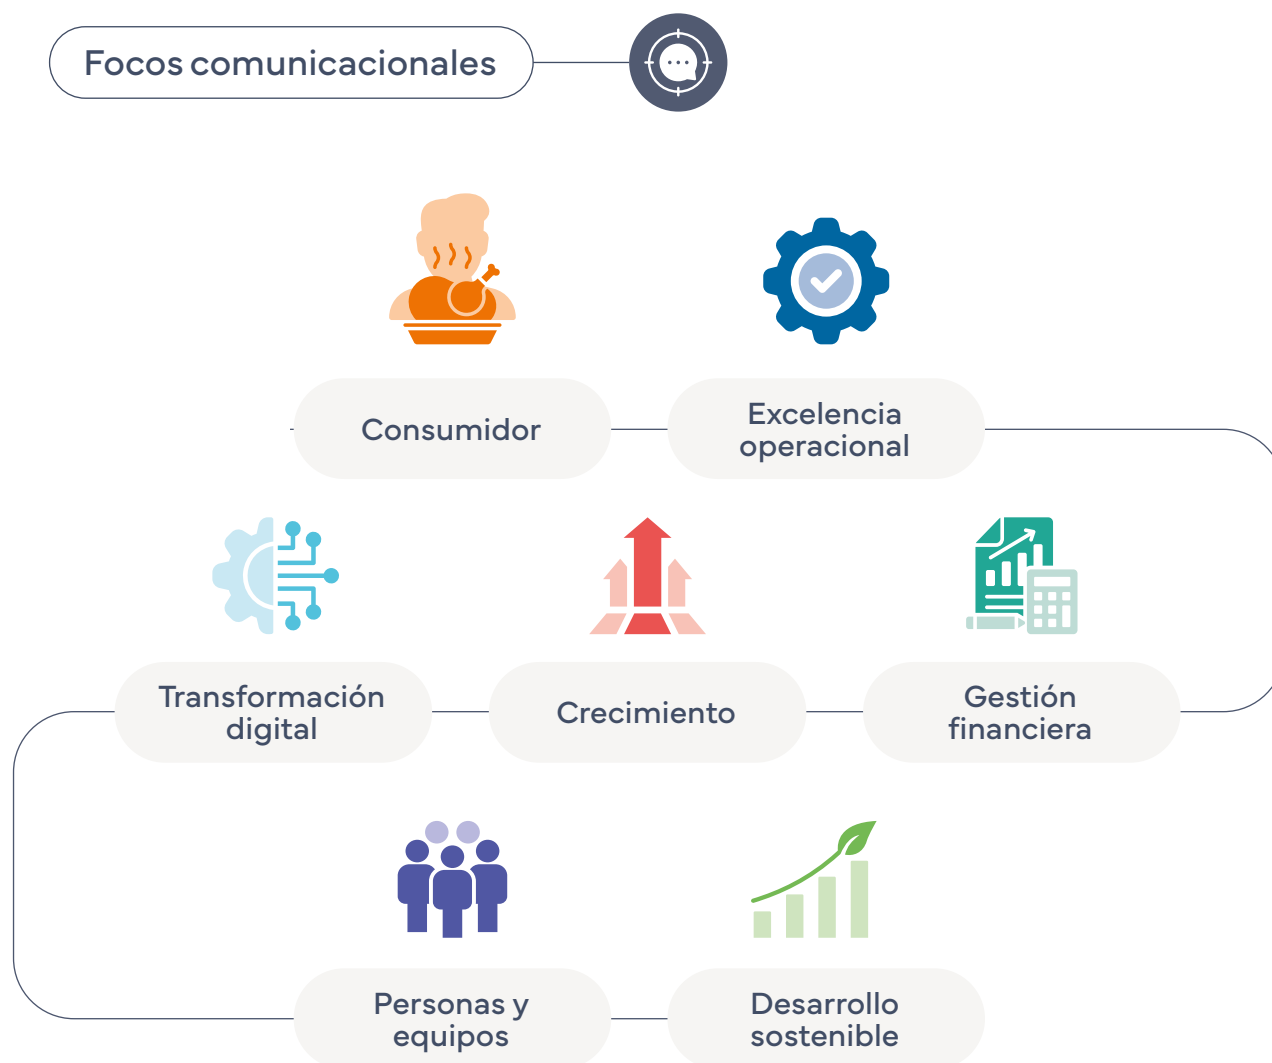 Focos comunicacionales
Consumidor
Excelencia
operacional
Transformación
digital
Crecimiento
Gestión
financiera
Personas y
equipos
Desarrollo
sostenible